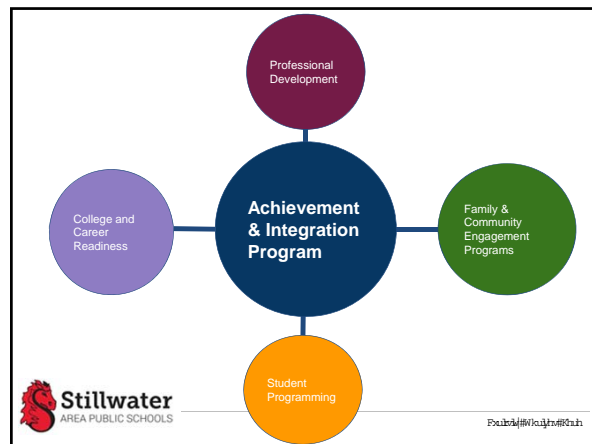 Professional
Development
College and
Career
Readiness
Achievement
& Integration
Program
Family &
Community
Engagement
Programs
Student
Programming
Stillwater
AREA PUBLIC SCHOOLS